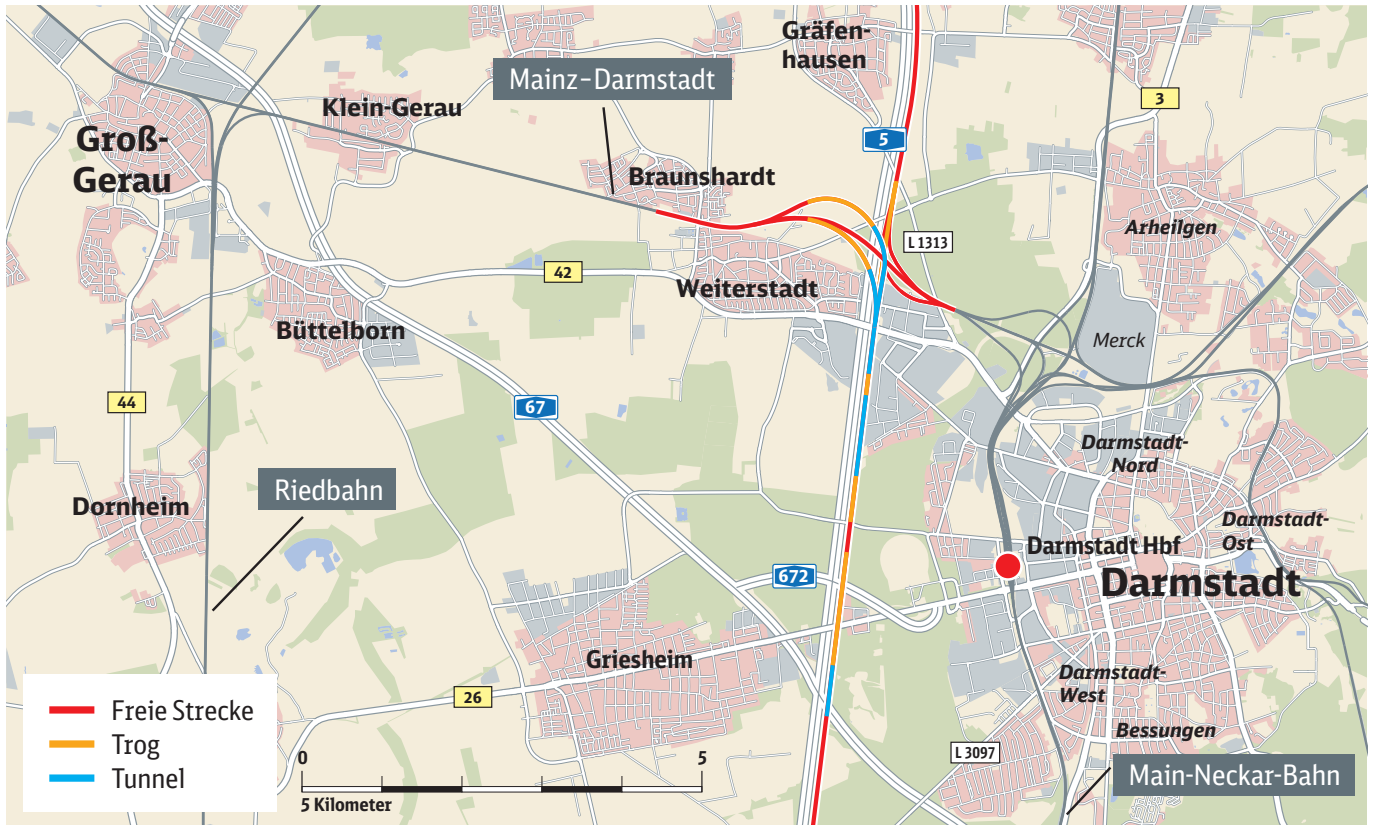 Gräfen-
hausen
Mainz-Darmstadt
3
Klein-Gerau
Groß-
Gerau
5
Braunshardt
Arheilgen
L 1313
42
Weiterstadt
Büttelborn
Merck
44
67
Darmstadt-
Nord
Riedbahn
Dornheim
Darmstadt-
Ost
Darmstadt Hbf
672
Darmstadt
Griesheim
Darmstadt-
West
26
Bessungen
L 3097
Main-Neckar-Bahn
Freie Strecke
Trog
Tunnel
0
5
5 Kilometer